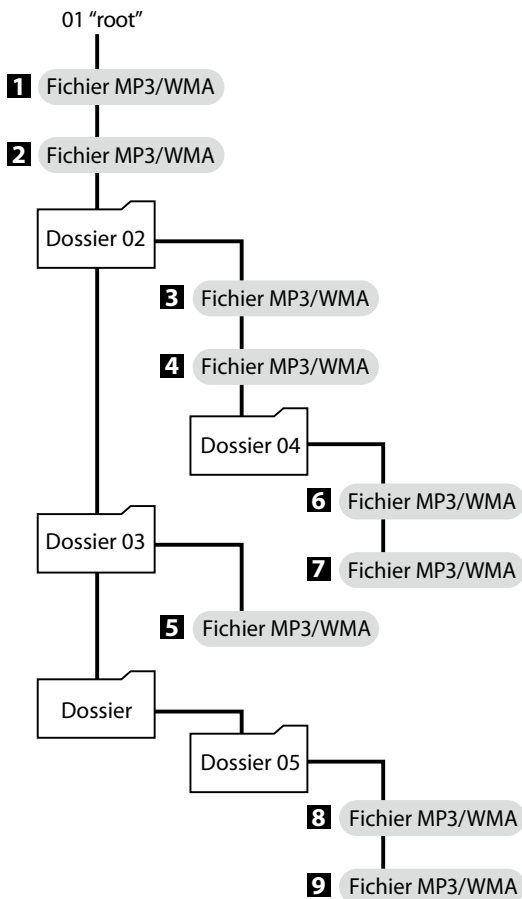 01 “root”
1 Fichier MP3/WMA
2 Fichier MP3/WMA
Dossier 02
3 Fichier MP3/WMA
4 Fichier MP3/WMA
Dossier 04
6 Fichier MP3/WMA
Dossier 03
7 Fichier MP3/WMA
5 Fichier MP3/WMA
Dossier
Dossier 05
8 Fichier MP3/WMA
9 Fichier MP3/WMA